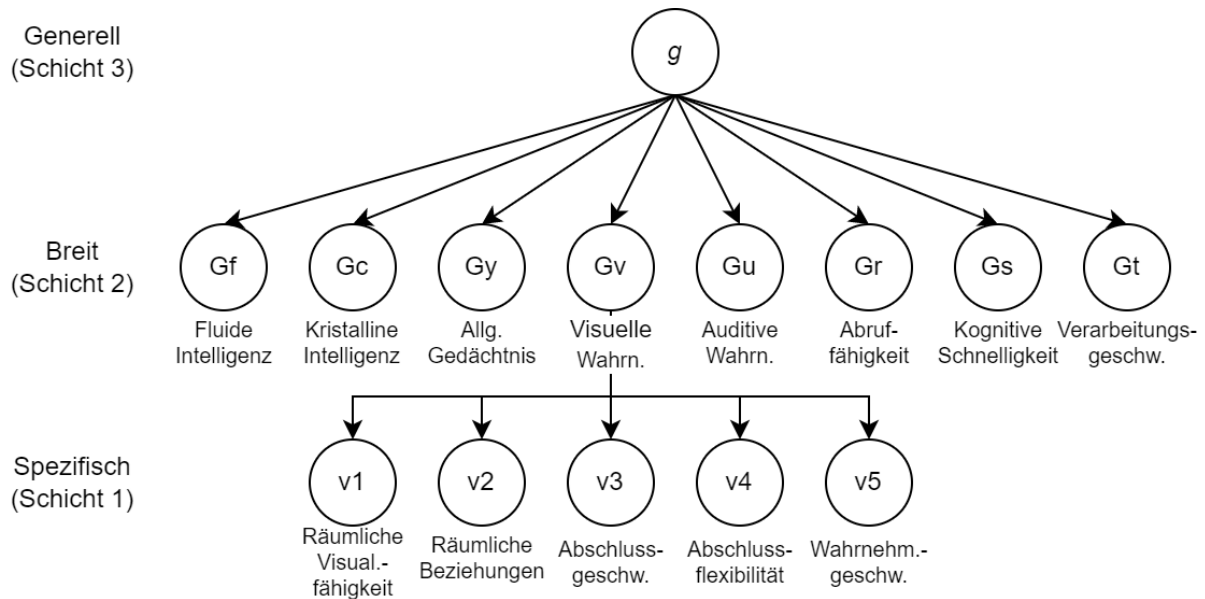 Generell
(Schicht 3)
g
Breit
(Schicht 2)
Gf
Gc
Gy
Gv
Gu
Gr
Gs
Gt
Fluide
Intelligenz
Kristalline
Intelligenz
Allg.
Gedächtnis
Visuelle
Wahrn.
Auditive
Wahrn.
Abruf-
fähigkeit
Kognitive
Schnelligkeit
Verarbeitungs-
geschw.
Spezifisch
(Schicht 1)
v1
v2
v3
v4
v5
Räumliche
Visual.-
fähigkeit
Räumliche
Beziehungen
Abschluss-
geschw.
Abschluss-
flexibilität
Wahrnehm.-
geschw.